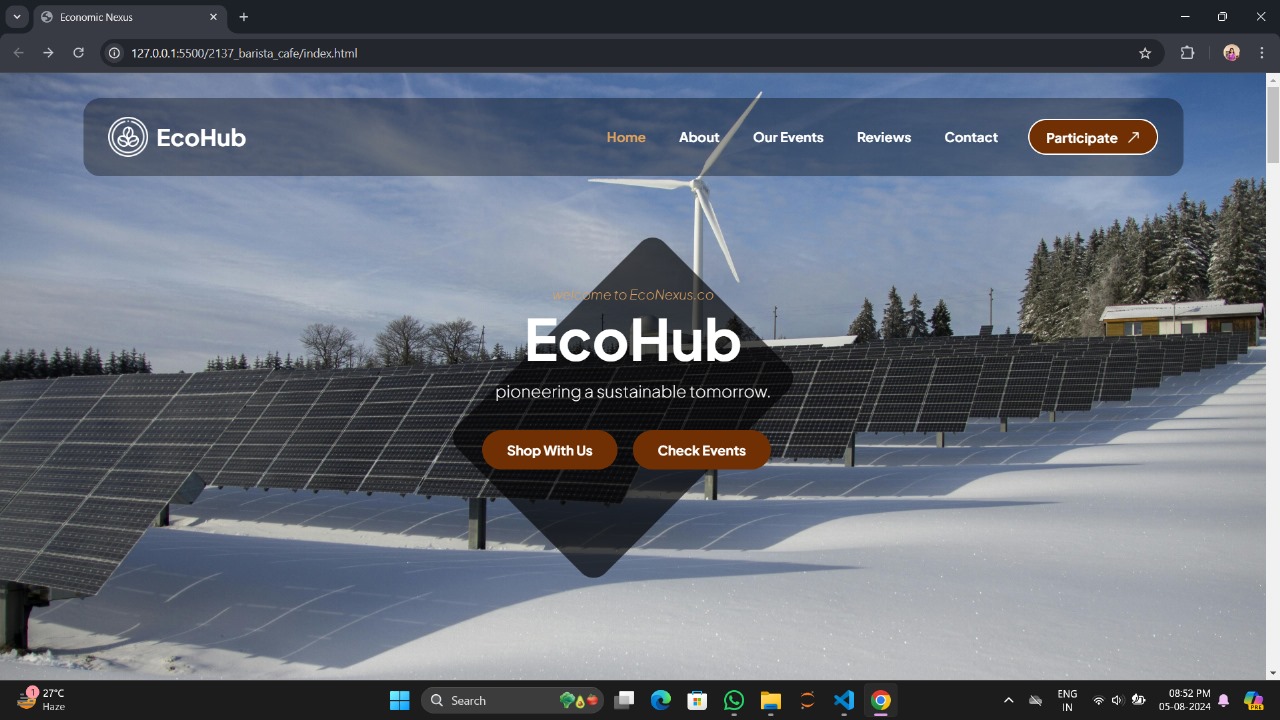 Economic Nexus
127.0.0.1:5500/2137_barista_cafe/index.html
EcoHub
Home About Our Events Reviews Contact Participate
welcome to EcoNexus.co
EcoHub
pioneering a sustainable tomorrow.
Shop With Us Check Events
1
27°C
Haze
Search
PRE
ENG
IN
08:52 PM
05-08-2024